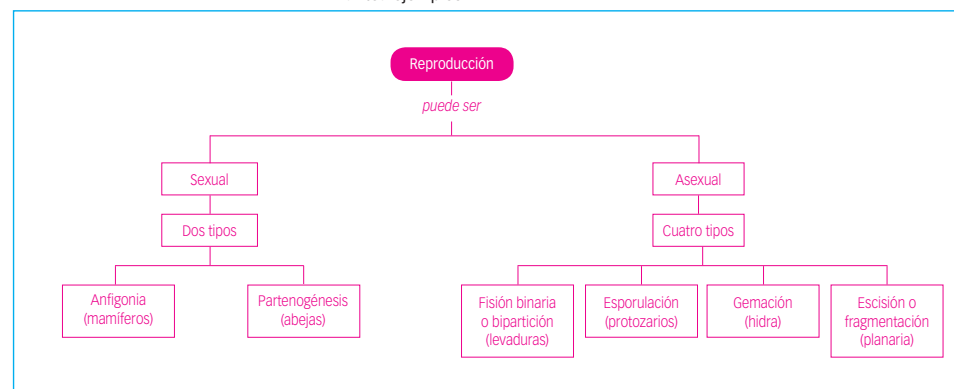 Reproducción
puede ser
Sexual
Asexual
Dos tipos
Cuatro tipos
Anfigonia
(mamíferos)
Partenogénesis
(abejas)
Fisión binaria
o bipartición
(levaduras)
Esporulación
(protozarios)
Gemación
(hidra)
Escisión o
fragmentación
(planaria)